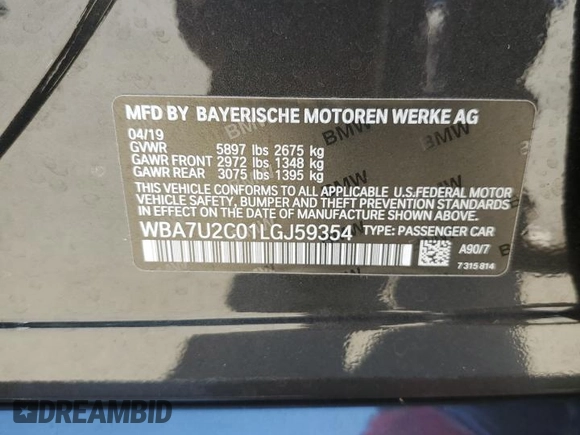 MFD BY BAYERISCHE MOTOREN WERKE AG
04/19
GVWR 5897 lbs 2675 kg
GAWR FRONT 2972 lbs 1348 kg
GAWR REAR 3075 lbs 1395 kg
THIS VEHICLE CONFORMS TO ALL APPLICABLE U.S.FEDERAL MOTOR
VEHICLE SAFETY, BUMPER AND THEFT PREVENTION STANDARDS
IN EFFECT ON THE DATE OF MANUFACTURE SHOWN ABOVE.
WBA7U2C01LGJ59354 TYPE: PASSENGER CAR
A90/7
7 315 814
DREAMBID